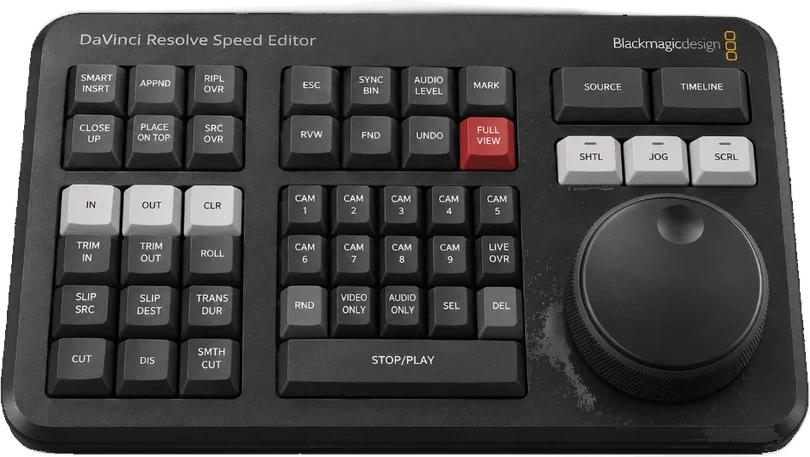 DaVinci Resolve Speed Editor
Blackmagicdesign
SMART
INSRT
APPND
RIPL
OVR
ESC
SYNC
BIN
AUDIO
LEVEL
MARK
SOURCE
TIMELINE
CLOSE
UP
PLACE
ON TOP
SRC
OVR
RVW
FND
UNDO
FULL
VIEW
SHTL
JOG
SCRL
IN
OUT
CLR
CAM
1
CAM
2
CAM
3
CAM
4
CAM
5
TRIM
IN
TRIM
OUT
ROLL
CAM
6
CAM
7
CAM
8
CAM
9
LIVE
OVR
SLIP
SRC
SLIP
DEST
TRANS
DUR
RND
VIDEO
ONLY
AUDIO
ONLY
SEL
DEL
CUT
DIS
SMTH
CUT
STOP/PLAY